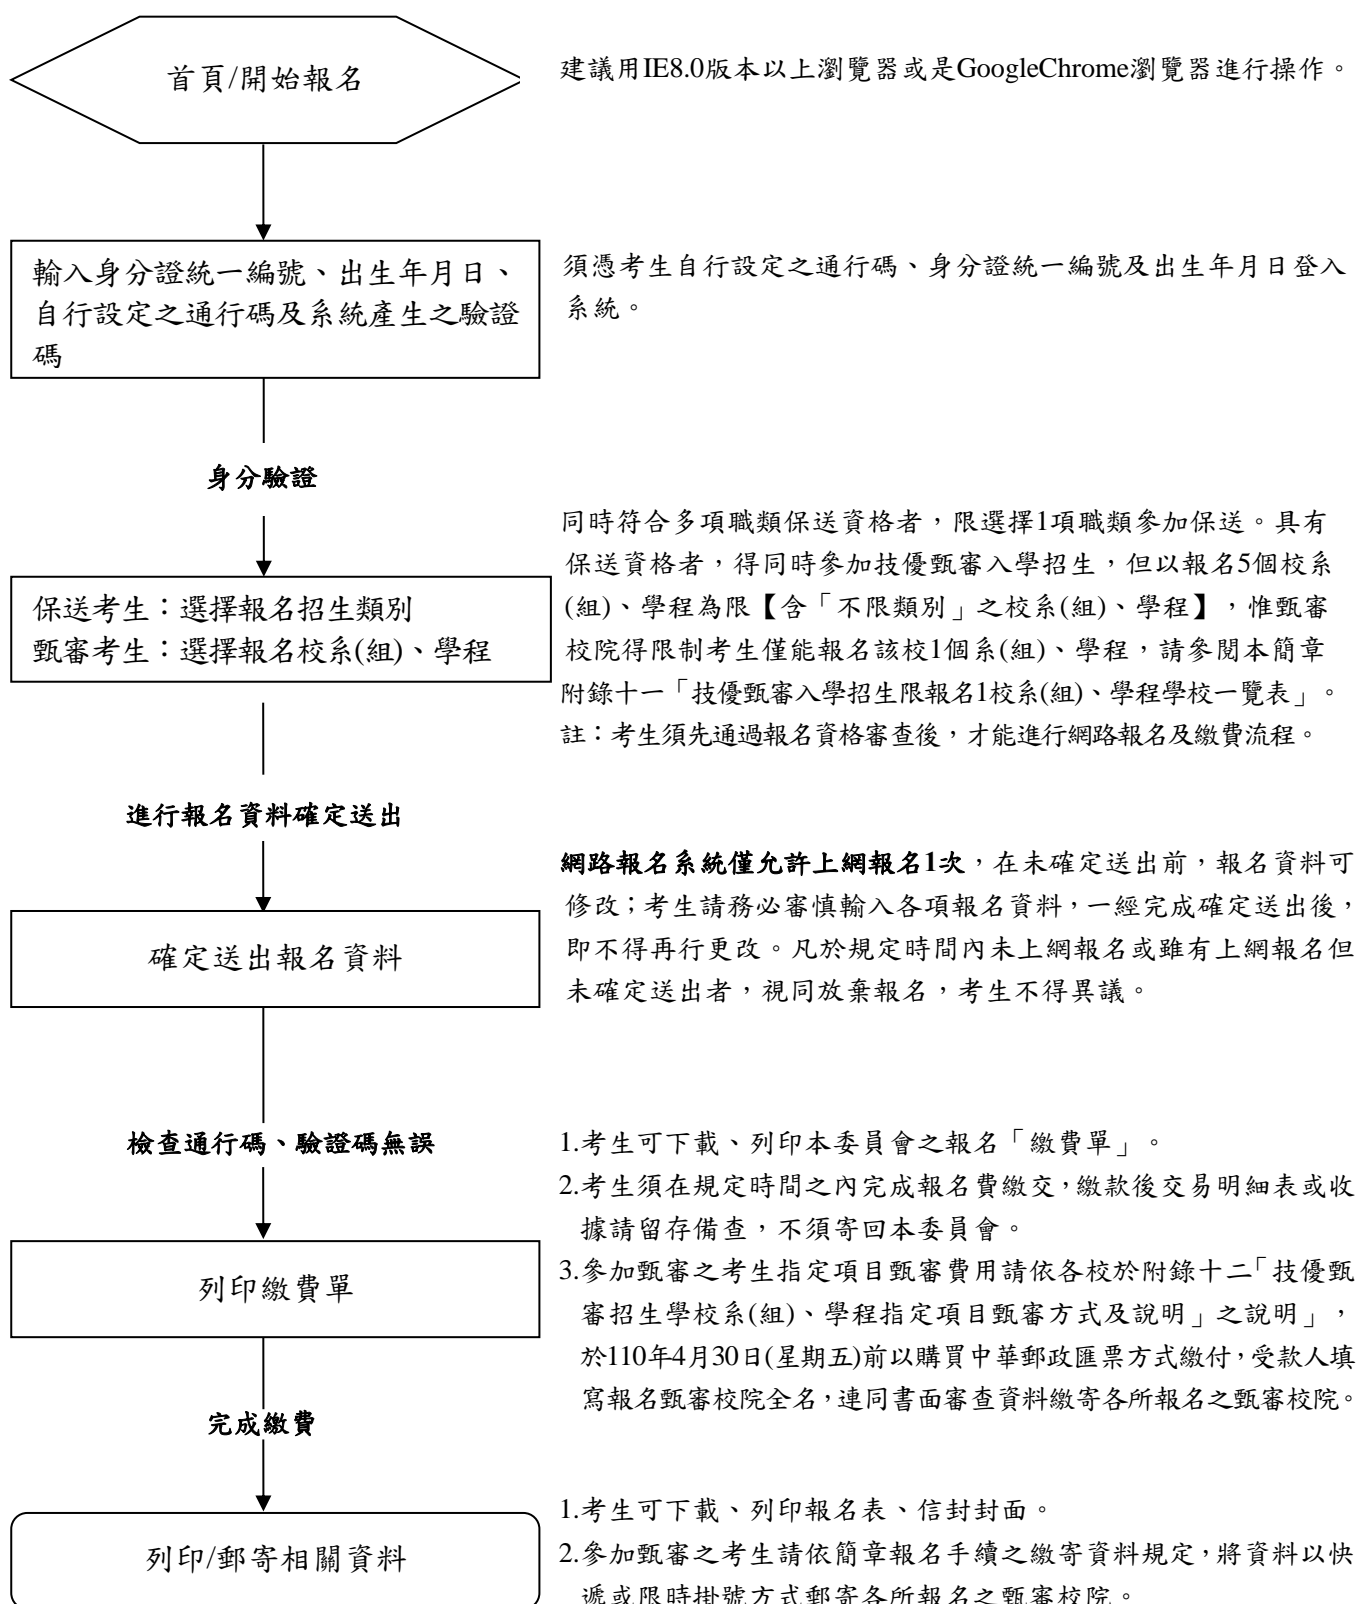 首頁/開始報名
建議用IE8.0版本以上瀏覽器或是GoogleChrome瀏覽器進行操作。
輸入身分證統一編號、出生年月日、
自行設定之通行碼及系統產生之驗證
碼
須憑考生自行設定之通行碼、身分證統一編號及出生年月日登入
系統。
身分驗證
保送考生：選擇報名招生類別
甄審考生：選擇報名校系(組)、學程
同時符合多項職類保送資格者，限選擇1項職類參加保送。具有
保送資格者，得同時參加技優甄審入學招生，但以報名5個校系
(組)、學程為限【含「不限類別」之校系(組)、學程】，惟甄審
校院得限制考生僅能報名該校1個系(組)、學程，請參閱本簡章
附錄十一「技優甄審入學招生限報名1校系(組)、學程學校一覽表」。
註：考生須先通過報名資格審查後，才能進行網路報名及繳費流程。
進行報名資料確定送出
確定送出報名資料
網路報名系統僅允許上網報名1次，在未確定送出前，報名資料可
修改；考生請務必審慎輸入各項報名資料，一經完成確定送出後，
即不得再行更改。凡於規定時間內未上網報名或雖有上網報名但
未確定送出者，視同放棄報名，考生不得異議。
檢查通行碼、驗證碼無誤
列印繳費單
1.考生可下載、列印本委員會之報名「繳費單」。
2.考生須在規定時間之內完成報名費繳交，繳款後交易明細表或收
據請留存備查，不須寄回本委員會。
3.參加甄審之考生指定項目甄審費用請依各校於附錄十二「技優甄
審招生學校系(組)、學程指定項目甄審方式及說明」之說明」，
於110年4月30日(星期五)前以購買中華郵政匯票方式繳付，受款人填
寫報名甄審校院全名，連同書面審查資料繳寄各所報名之甄審校院。
完成繳費
列印/郵寄相關資料
1.考生可下載、列印報名表、信封封面。
2.參加甄審之考生請依簡章報名手續之繳寄資料規定，將資料以快
遞或限時掛號方式郵寄各所報名之甄審校院。